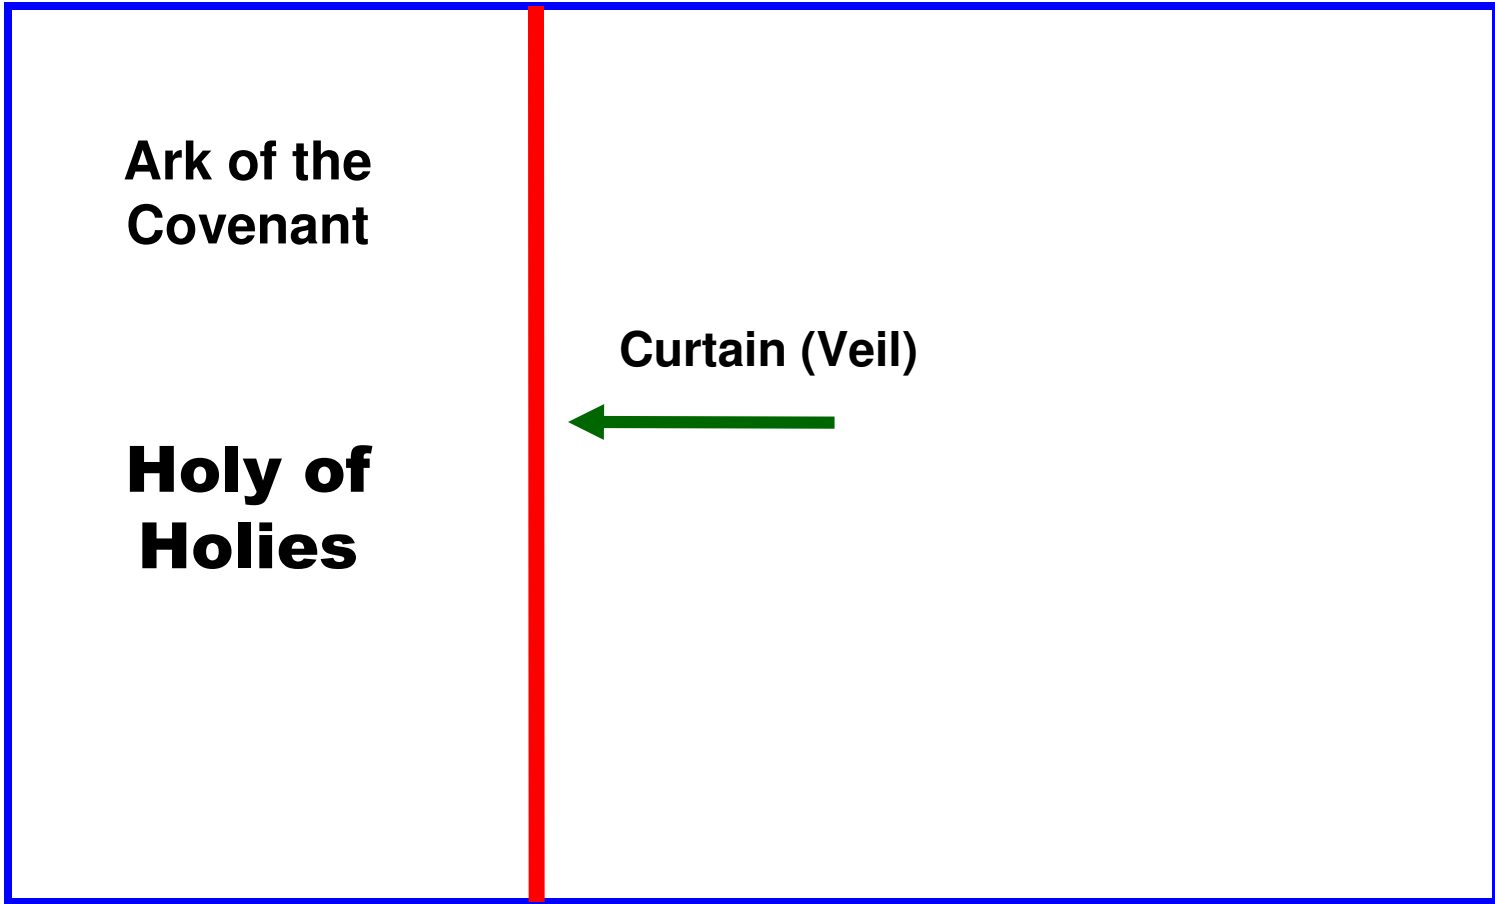 Ark of the
Covenant
Curtain (Veil)
Holy of
Holies